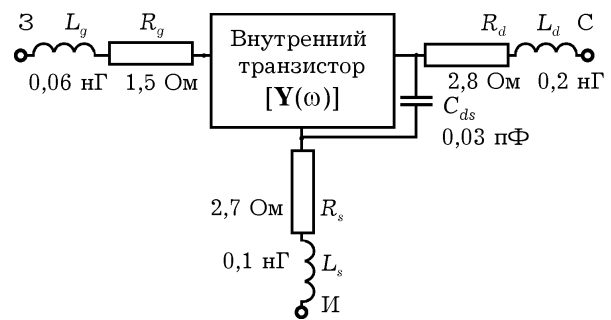 З L_g R_g R_d L_d С
Внутренний
транзистор
[Y(ω)]
0,06 нГ 1,5 Ом 2,8 Ом 0,2 нГ
C_ds
0,03 пФ
2,7 Ом R_s
0,1 нГ L_s
И